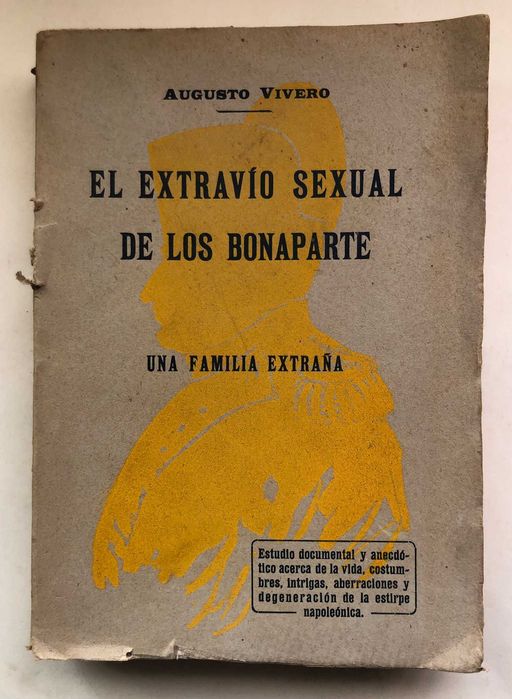 AUGUSTO VIVERO
EL EXTRAVÍO SEXUAL
DE LOS BONAPARTE
UNA FAMILIA EXTRAÑA
Estudio documental y anecdó-
tico acerca de la vida, costum-
bres, intrigas, aberraciones y
degeneración de la estirpe
napoleónica.